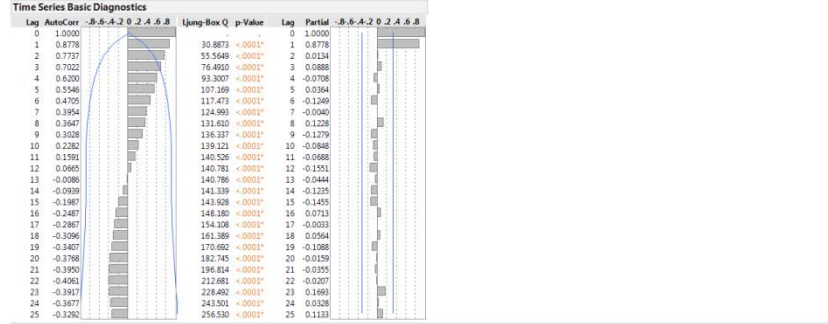 Time Series Basic Diagnostics
Lag AutoCorr -.8-.6-.4-.2 0 .2 .4 .6 .8 Ljung-Box Q p-Value Lag Partial -.8-.6-.4-.2 0 .2 .4 .6 .8
0 1.0000 . . 0 1.0000
1 0.8778 30.8873 <.0001* 1 0.8778
2 0.7737 55.5649 <.0001* 2 0.0134
3 0.7022 76.4910 <.0001* 3 0.0888
4 0.6200 93.3007 <.0001* 4 -0.0708
5 0.5546 107.169 <.0001* 5 0.0364
6 0.4705 117.473 <.0001* 6 -0.1249
7 0.3954 124.993 <.0001* 7 -0.0040
8 0.3647 131.610 <.0001* 8 0.1228
9 0.3028 136.337 <.0001* 9 -0.1279
10 0.2282 139.121 <.0001* 10 -0.0848
11 0.1591 140.526 <.0001* 11 -0.0688
12 0.0665 140.781 <.0001* 12 -0.1551
13 -0.0086 140.786 <.0001* 13 -0.0444
14 -0.0939 141.339 <.0001* 14 -0.1235
15 -0.1987 143.928 <.0001* 15 -0.1455
16 -0.2487 148.180 <.0001* 16 0.0713
17 -0.2867 154.108 <.0001* 17 -0.0033
18 -0.3096 161.389 <.0001* 18 0.0564
19 -0.3407 170.692 <.0001* 19 -0.1088
20 -0.3768 182.745 <.0001* 20 -0.0159
21 -0.3950 196.814 <.0001* 21 -0.0355
22 -0.4061 212.681 <.0001* 22 -0.0207
23 -0.3917 228.492 <.0001* 23 0.1693
24 -0.3677 243.501 <.0001* 24 0.0328
25 -0.3292 256.530 <.0001* 25 0.1133